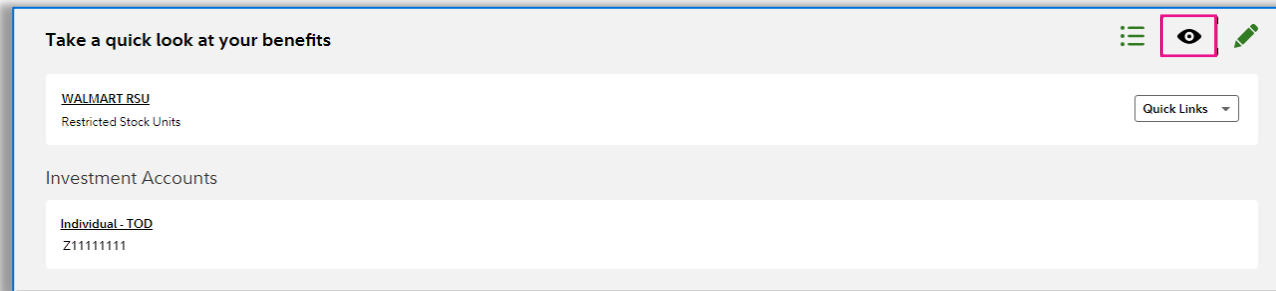 Take a quick look at your benefits
WALMART RSU
Restricted Stock Units
Quick Links
Investment Accounts
Individual - TOD
Z11111111